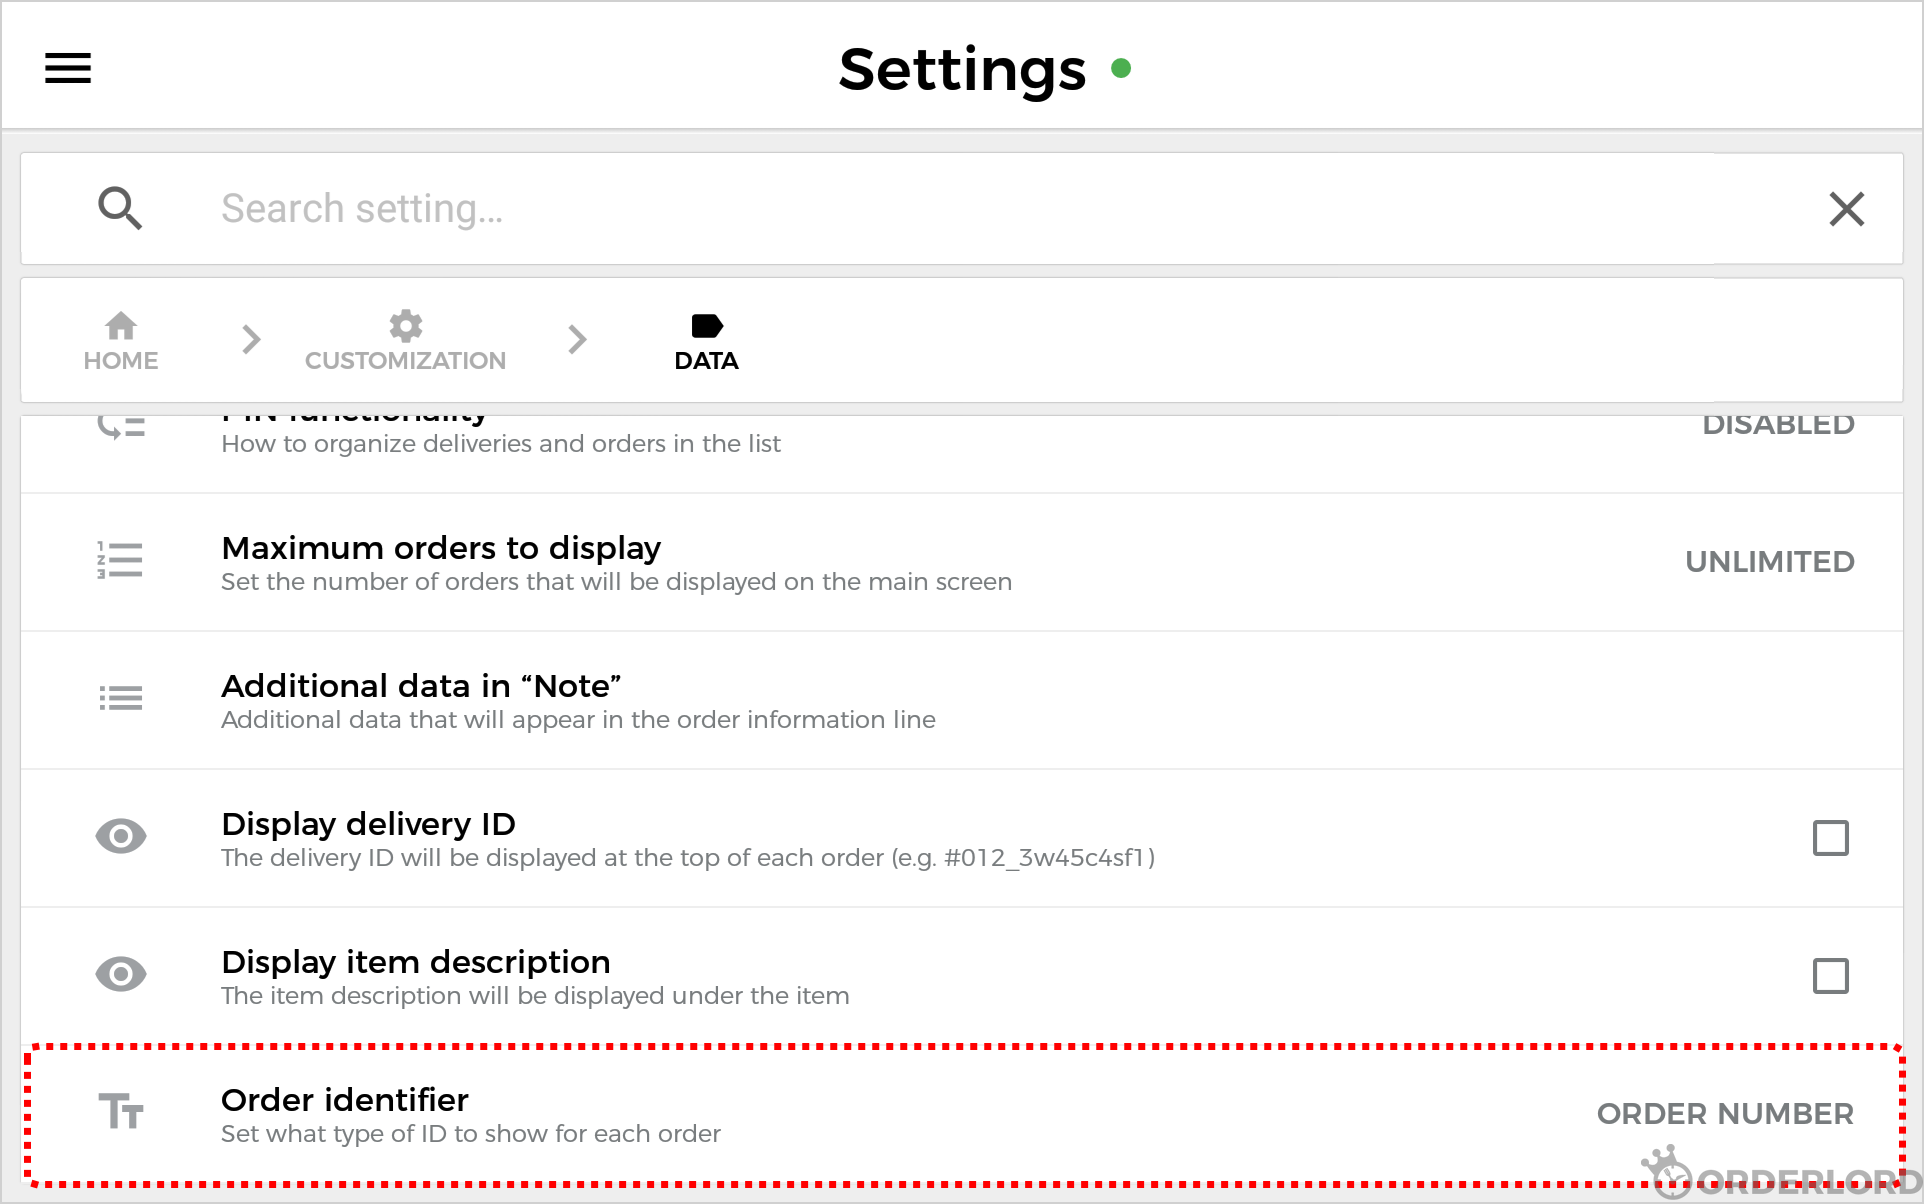 Settings
Search setting...
HOME
CUSTOMIZATION
DATA
PIN functionality
DISABLED
How to organize deliveries and orders in the list
Maximum orders to display
UNLIMITED
Set the number of orders that will be displayed on the main screen
Additional data in “Note”
Additional data that will appear in the order information line
Display delivery ID
The delivery ID will be displayed at the top of each order (e.g. #012_3w45c4sf1)
Display item description
The item description will be displayed under the item
Order identifier
ORDER NUMBER
Set what type of ID to show for each order
ORDERLORD